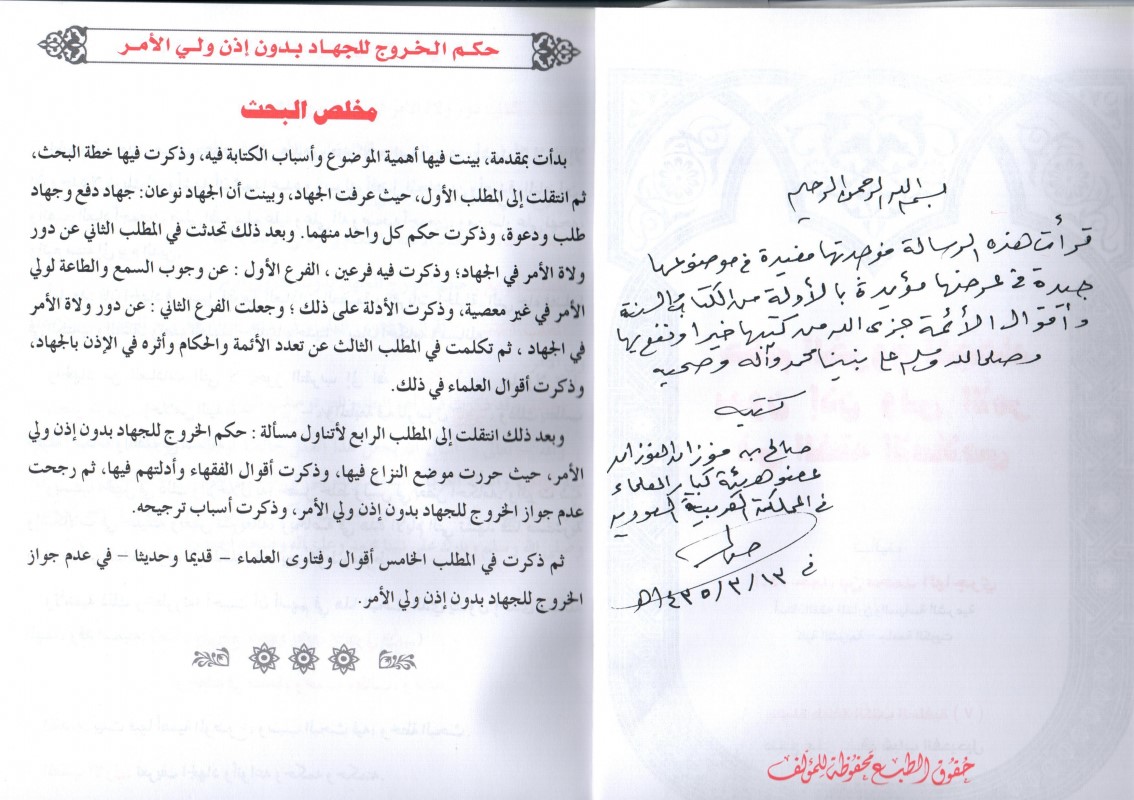 بسم الله الرحمن الرحيم
قرأت هذه الرسالة فوجدتها مفيدة في موضوعها
جيدة في عرضها مؤيدة بالأدلة من الكتاب والسنة
وأقوال الأئمة جزى الله من كتبها خيرا ونفع بها
وصلى الله وسلم على نبينا محمد وآله وصحبه
كتبه
صالح بن فوزان الفوزان
عضو هيئة كبار العلماء
في المملكة العربية السعودية
في ١٤٣٥/٣/١٣هـ
حقوق الطبع محفوظة للمؤلف
حكم الخروج للجهاد بدون إذن ولي الأمر
مخلص البحث
بدأت بمقدمة، بينت فيها أهمية الموضوع وأسباب الكتابة فيه، وذكرت فيها خطة البحث،
ثم انتقلت إلى المطلب الأول، حيث عرفت الجهاد، وبينت أن الجهاد نوعان: جهاد دفع وجهاد
طلب ودعوة، وذكرت حكم كل واحد منهما. وبعد ذلك تحدثت في المطلب الثاني عن دور
ولاة الأمر في الجهاد؛ وذكرت فيه فرعين ، الفرع الأول : عن وجوب السمع والطاعة لولي
الأمر في غير معصية، وذكرت الأدلة على ذلك ؛ وجعلت الفرع الثاني : عن دور ولاة الأمر
في الجهاد ، ثم تكلمت في المطلب الثالث عن تعدد الأئمة والحكام وأثره في الإذن بالجهاد،
وذكرت أقوال العلماء في ذلك.
وبعد ذلك انتقلت إلى المطلب الرابع لأتناول مسألة : حكم الخروج للجهاد بدون إذن ولي
الأمر، حيث حررت موضع النزاع فيها، وذكرت أقوال الفقهاء وأدلتهم فيها، ثم رجحت
عدم جواز الخروج للجهاد بدون إذن ولي الأمر، وذكرت أسباب ترجيحه.
ثم ذكرت في المطلب الخامس أقوال وفتاوى العلماء – قديما وحديثا – في عدم جواز
الخروج للجهاد بدون إذن ولي الأمر.